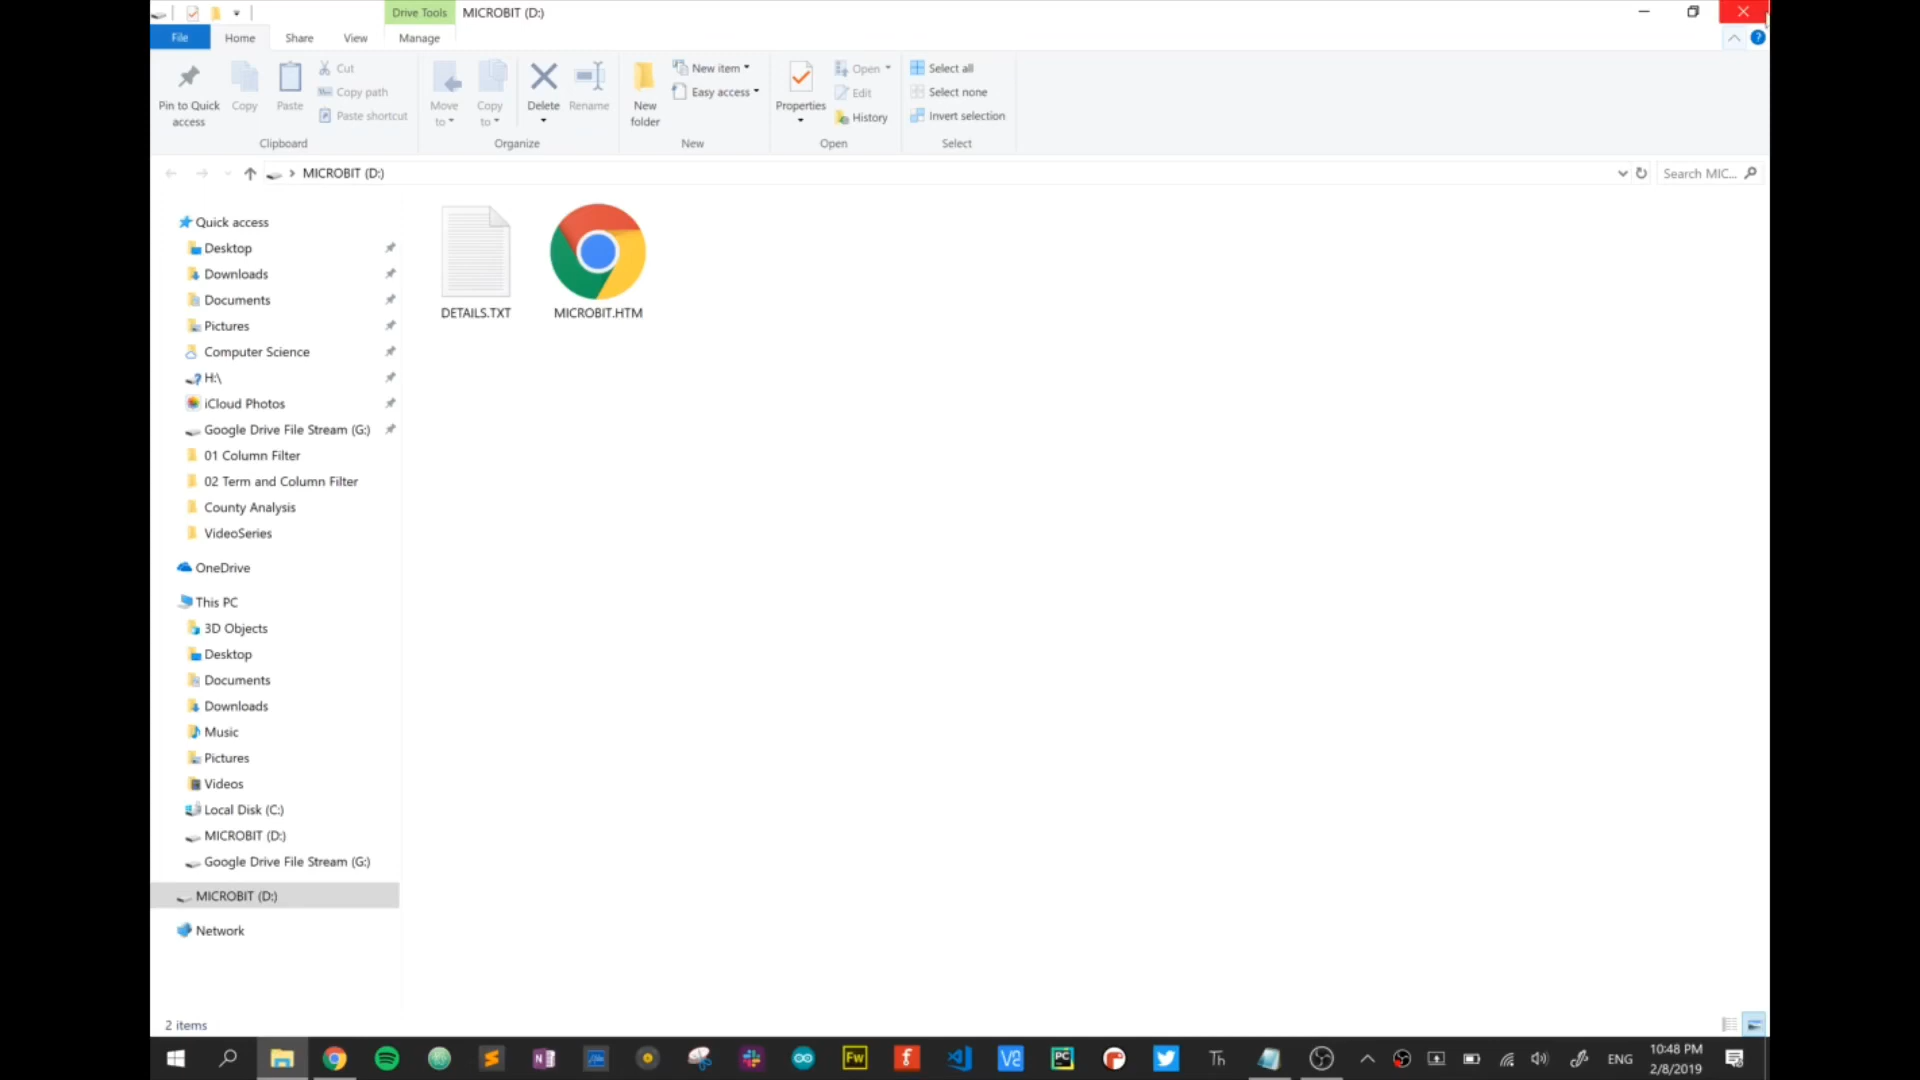 Drive Tools
MICROBIT (D:)
File
Home
Share
View
Manage
Pin to Quick
access
Copy
Paste
Cut
Copy path
Paste shortcut
Clipboard
Move
to
Copy
to
Delete
Rename
Organize
New
folder
New item
Easy access
New
Properties
Open
Edit
History
Open
Select all
Select none
Invert selection
Select
MICROBIT (D:)
Search MIC...
Quick access
Desktop
Downloads
Documents
Pictures
Computer Science
H:\
iCloud Photos
Google Drive File Stream (G:)
01 Column Filter
02 Term and Column Filter
County Analysis
VideoSeries
OneDrive
This PC
3D Objects
Desktop
Documents
Downloads
Music
Pictures
Videos
Local Disk (C:)
MICROBIT (D:)
Google Drive File Stream (G:)
MICROBIT (D:)
Network
DETAILS.TXT
MICROBIT.HTM
2 items
Fw
PC
Th
ENG
10:48 PM
2/8/2019